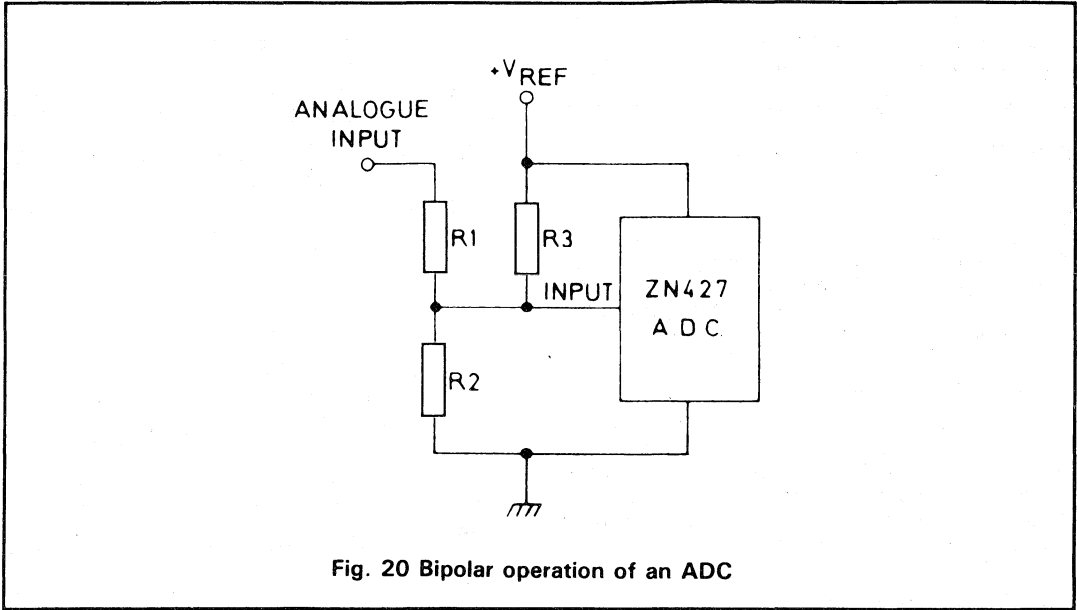 +VREF
ANALOGUE
INPUT
R1
R3
INPUT
ZN427
ADC
R2
Fig. 20 Bipolar operation of an ADC